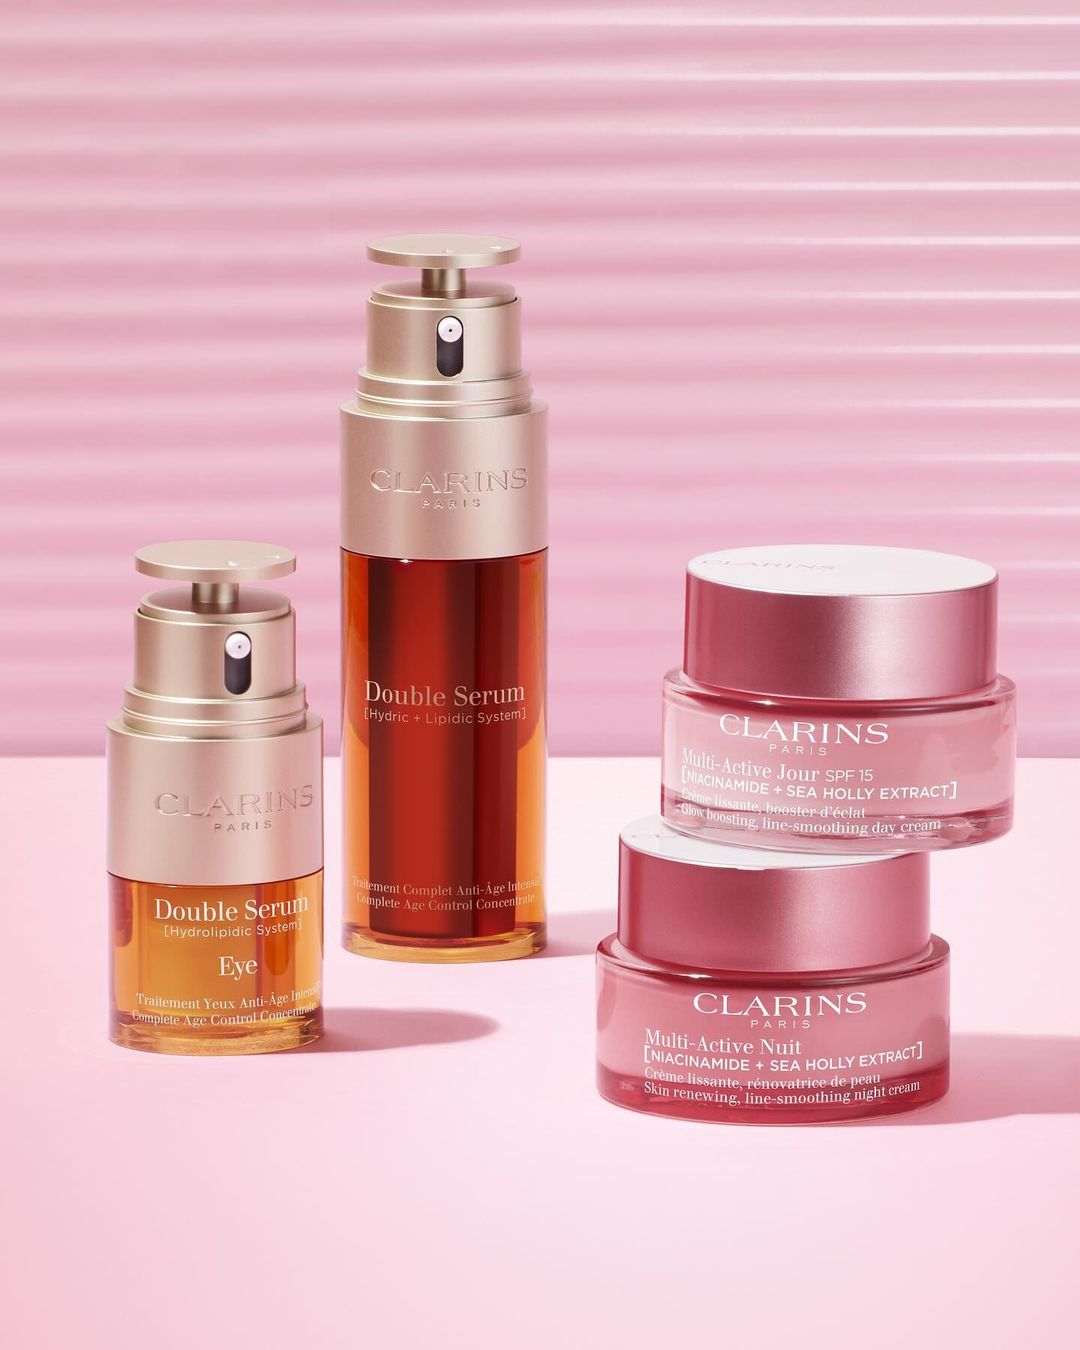 CLARINS
PARIS
Double Serum
[Hydric + Lipidic System]
Traitement Complet Anti-Âge Intensif
Complete Age Control Concentrate
CLARINS
PARIS
Double Serum
[Hydrolipidic System]
Eye
Traitement Yeux Anti-Âge Intensif
Complete Age Control Concentrate
CLARINS
CLARINS
PARIS
Multi-Active Jour SPF 15
[NIACINAMIDE + SEA HOLLY EXTRACT]
Crème lissante, booster d'éclat
Glow boosting, line-smoothing day cream
CLARINS
PARIS
Multi-Active Nuit
[NIACINAMIDE + SEA HOLLY EXTRACT]
Crème lissante, rénovatrice de peau
Skin renewing, line-smoothing night cream